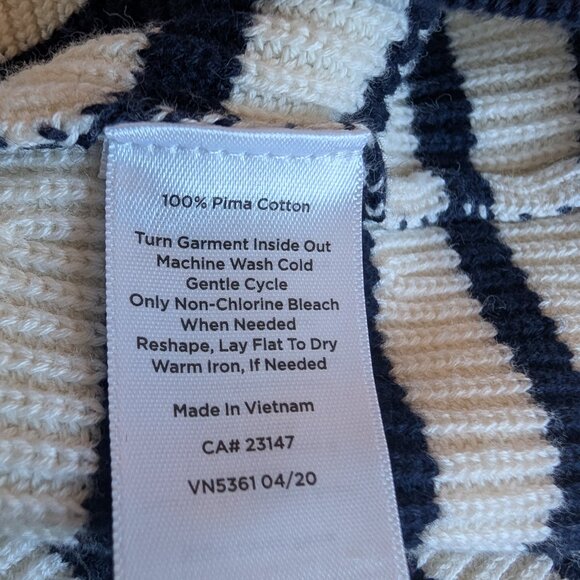 100% Pima Cotton
Turn Garment Inside Out
Machine Wash Cold
Gentle Cycle
Only Non-Chlorine Bleach
When Needed
Reshape, Lay Flat To Dry
Warm Iron, If Needed
Made In Vietnam
CA# 23147
VN5361 04/20